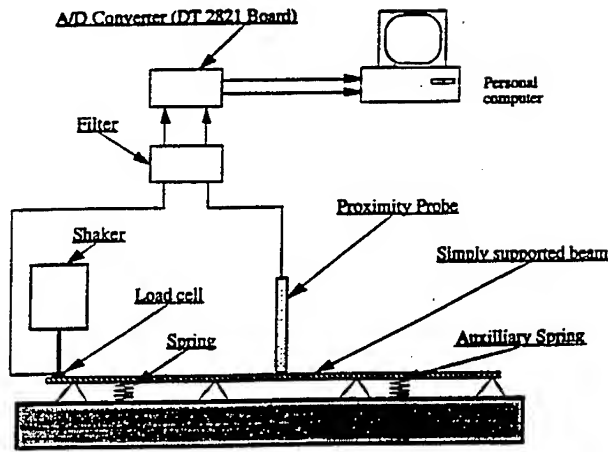 A/D Converter (DT 2821 Board)
Personal
computer
Filter
Proximity Probe
Shaker
Simply supported beam
Load cell
Spring
Auxilliary Spring